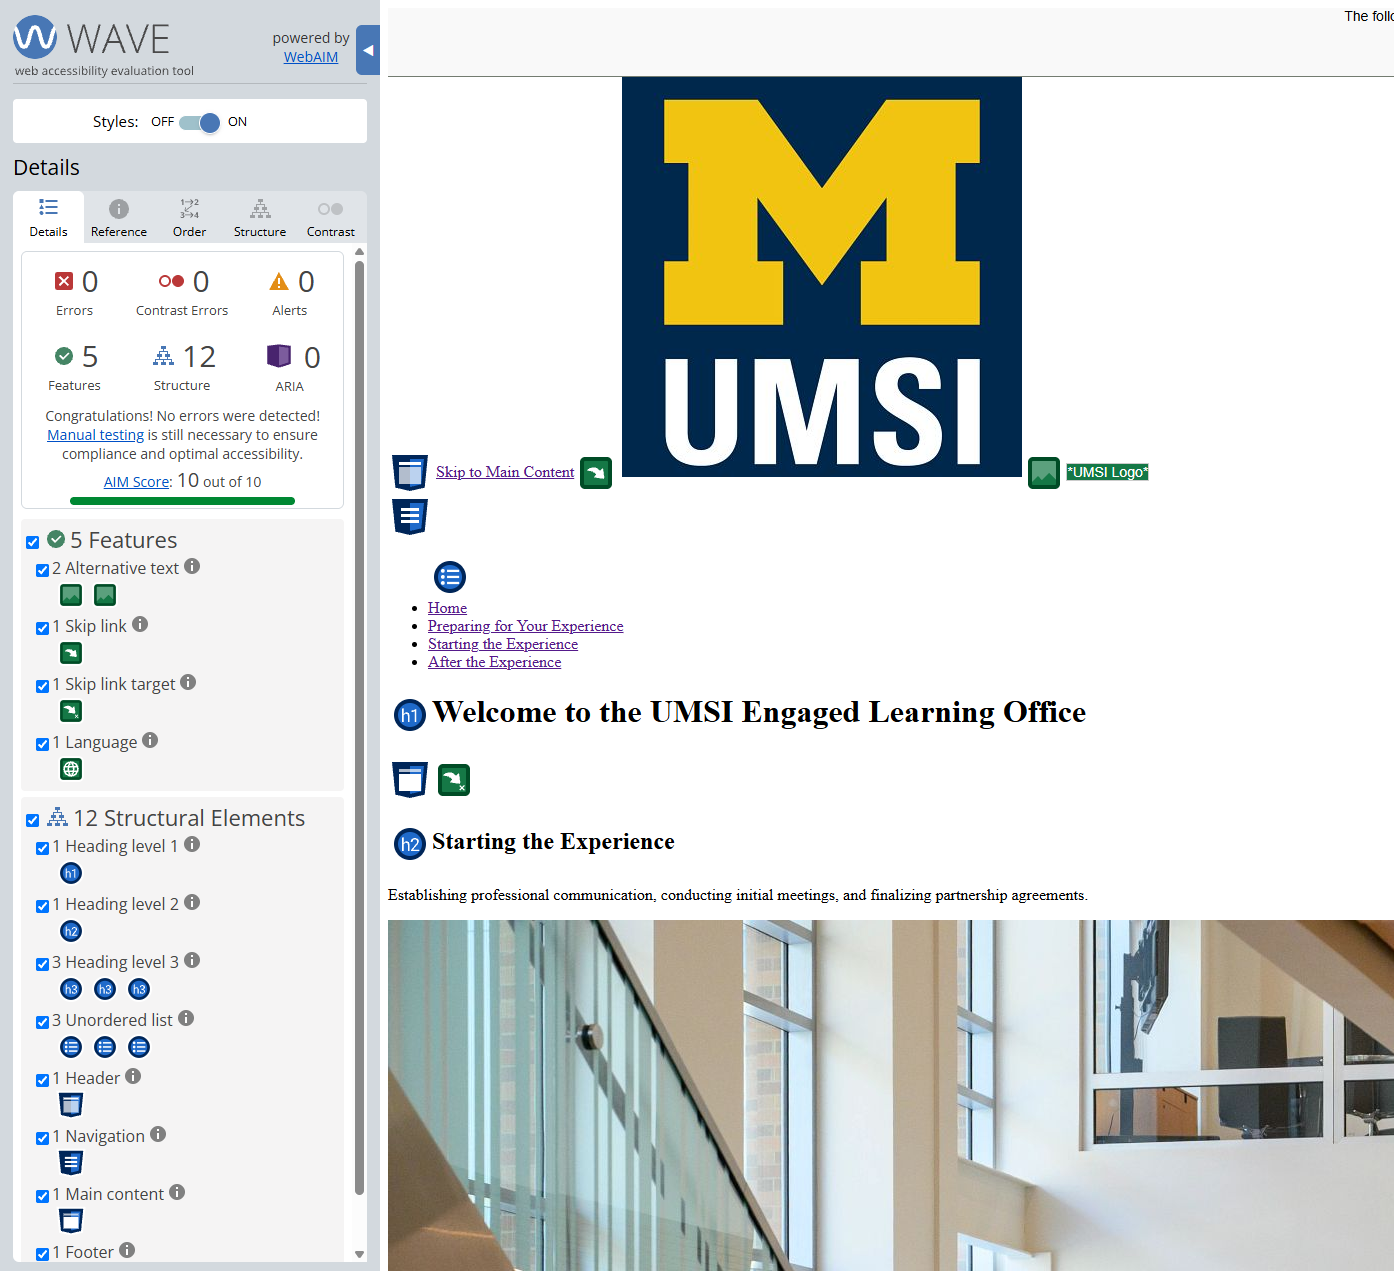 WAVE
web accessibility evaluation tool
powered by
WebAIM
Styles: OFF ON
Details
Details Reference Order Structure Contrast
0 0 0
Errors Contrast Errors Alerts
5 12 0
Features Structure ARIA
Congratulations! No errors were detected!
Manual testing is still necessary to ensure
compliance and optimal accessibility.
AIM Score: 10 out of 10
5 Features
2 Alternative text
1 Skip link
1 Skip link target
1 Language
12 Structural Elements
1 Heading level 1
h1
1 Heading level 2
h2
3 Heading level 3
h3 h3 h3
3 Unordered list
1 Header
1 Navigation
1 Main content
1 Footer
The
M
UMSI
Skip to Main Content *UMSI Logo*
Home
Preparing for Your Experience
Starting the Experience
After the Experience
h1 Welcome to the UMSI Engaged Learning Office
h2 Starting the Experience
Establishing professional communication, conducting initial meetings, and finalizing partnership agreements.